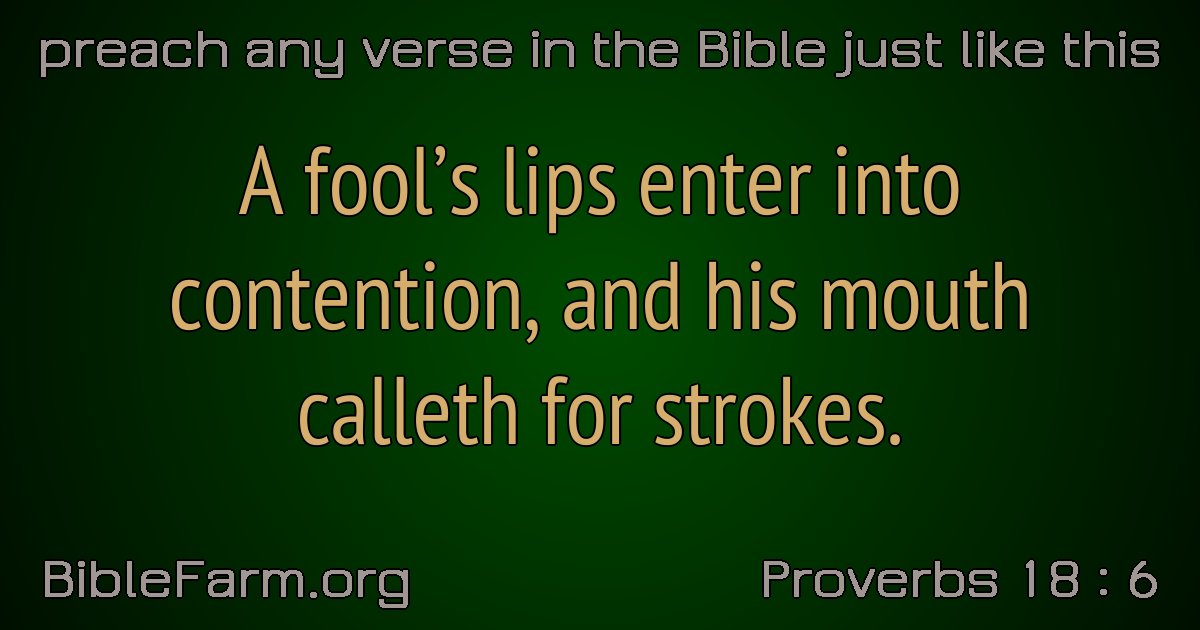 preach any verse in the Bible just like this
A fool’s lips enter into
contention, and his mouth
calleth for strokes.
BibleFarm.org
Proverbs 18 : 6